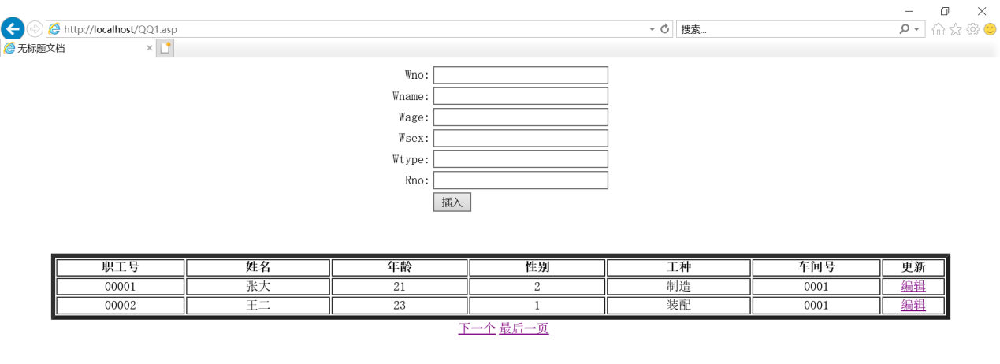 http://localhost/QQ1.asp
搜索...
无标题文档
Wno:
Wname:
Wage:
Wsex:
Wtype:
Rno:
插入
职工号 姓名 年龄 性别 工种 车间号 更新
00001 张大 21 2 制造 0001 编辑
00002 王二 23 1 装配 0001 编辑
下一个 最后一页